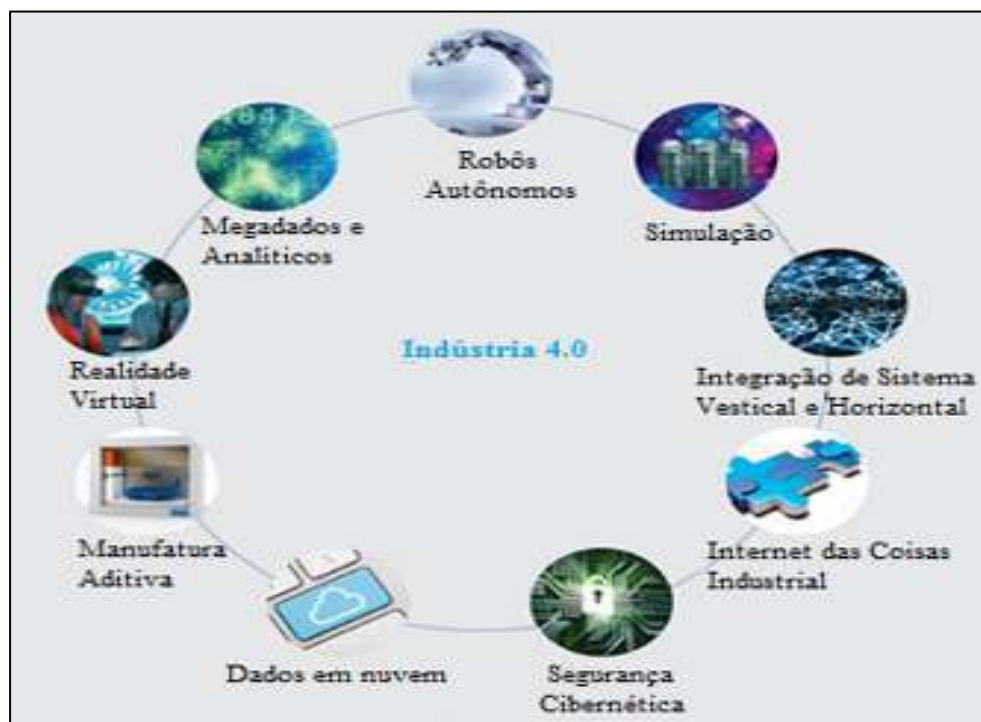 Robôs
Autônomos
Simulação
Integração de Sistema
Vestical e Horizontal
Internet das Coisas
Industrial
Segurança
Cibernética
Dados em nuvem
Manufatura
Aditiva
Realidade
Virtual
Megadados e
Analíticos
Indústria 4.0